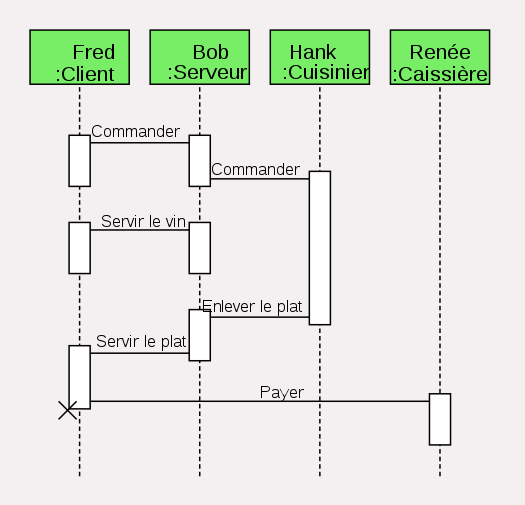 Fred
:Client
Bob
:Serveur
Hank
:Cuisinier
Renée
:Caissière
Commander
Commander
Servir le vin
Enlever le plat
Servir le plat
Payer